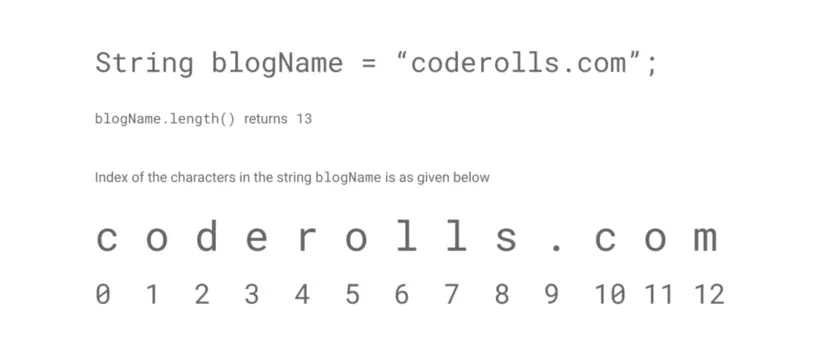 String blogName = “coderolls.com”;
blogName.length() returns 13
Index of the characters in the string blogName is as given below
c o d e r o l l s . c o m
0 1 2 3 4 5 6 7 8 9 10 11 12